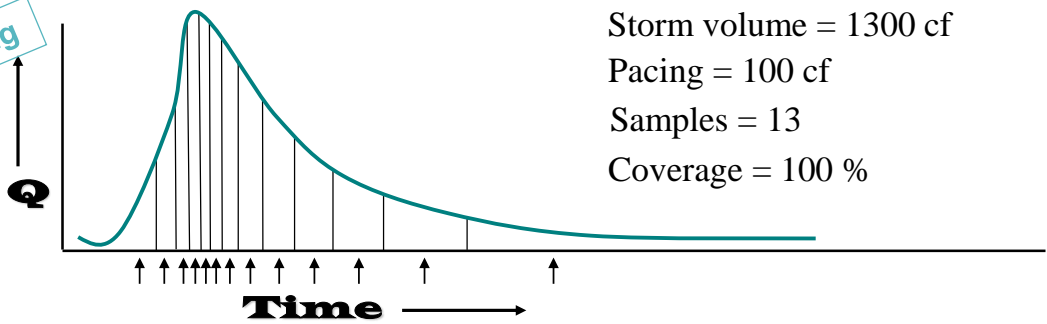 Storm volume = 1300 cf
Pacing = 100 cf
Samples = 13
Coverage = 100 %
Q
Time